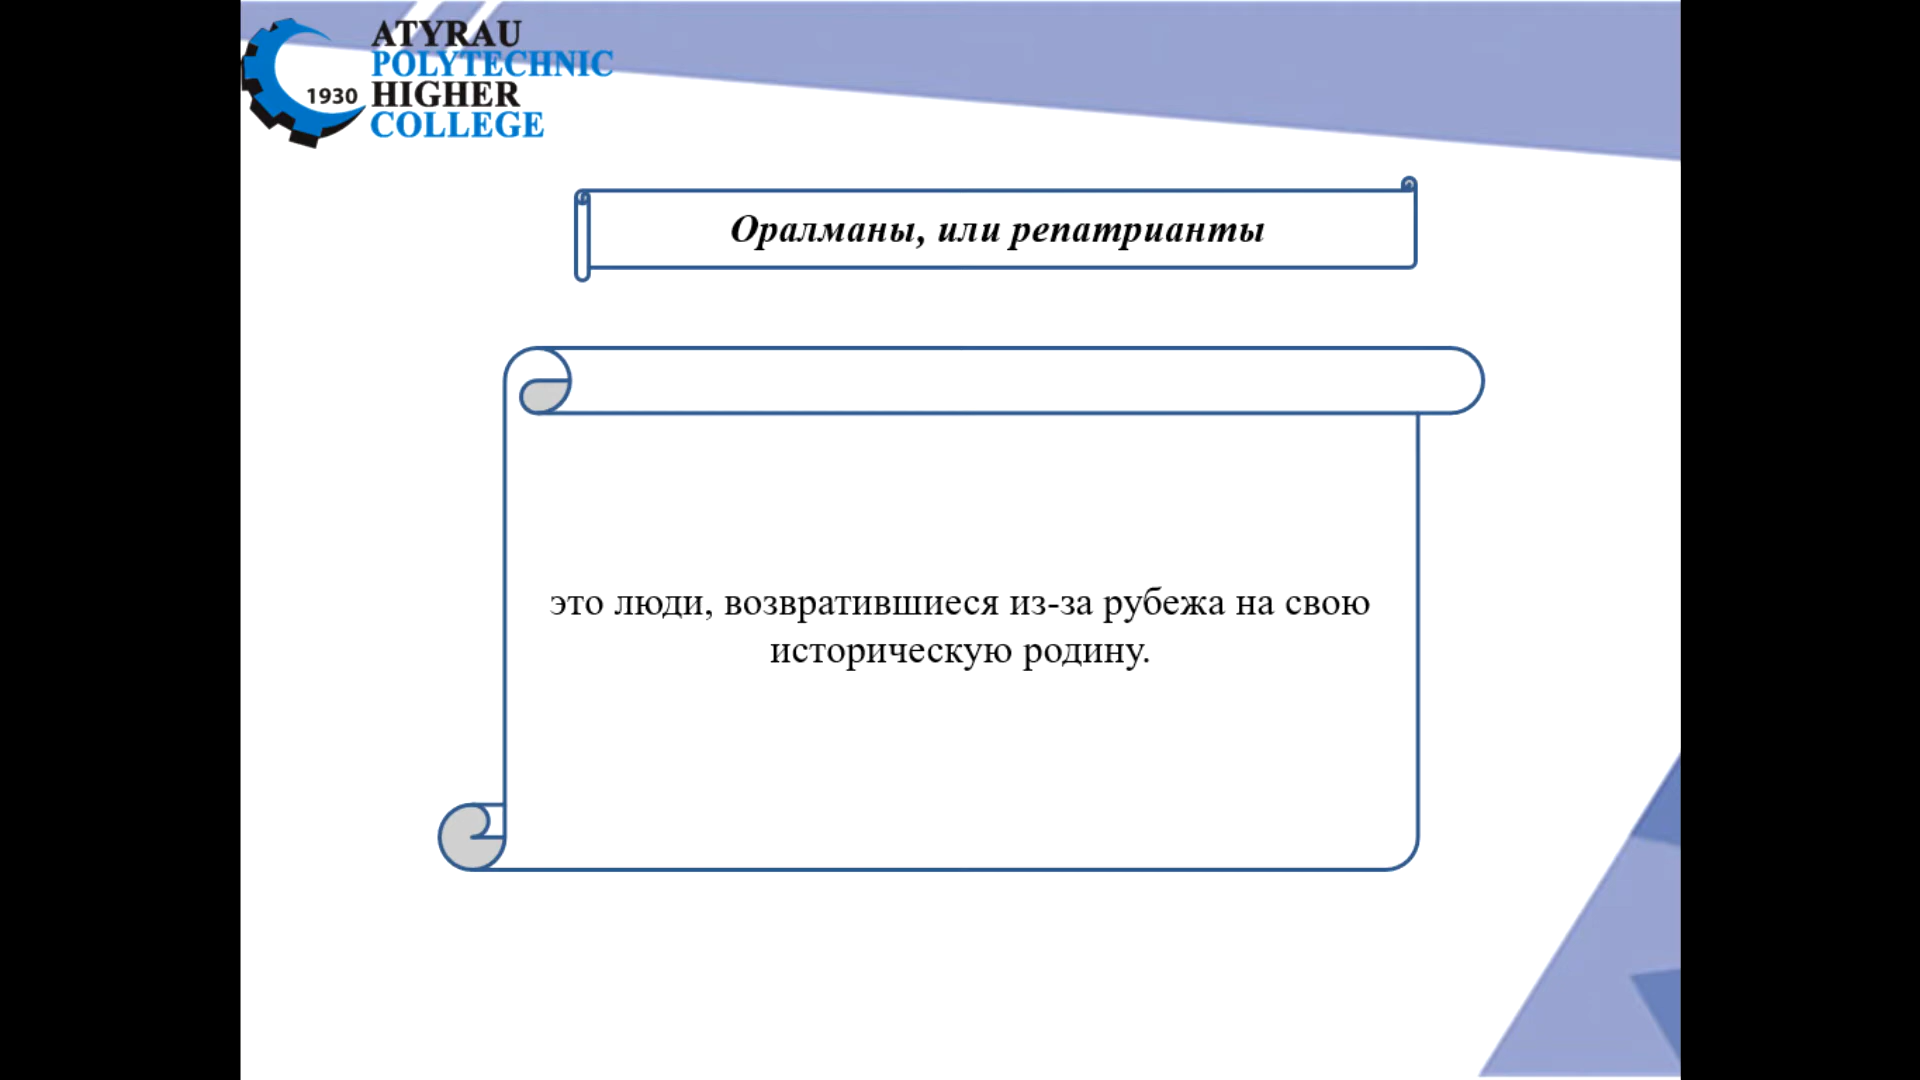 ATYRAU
POLYTECHNIC
1930 HIGHER
COLLEGE
Оралманы, или репатрианты
это люди, возвратившиеся из-за рубежа на свою
историческую родину.